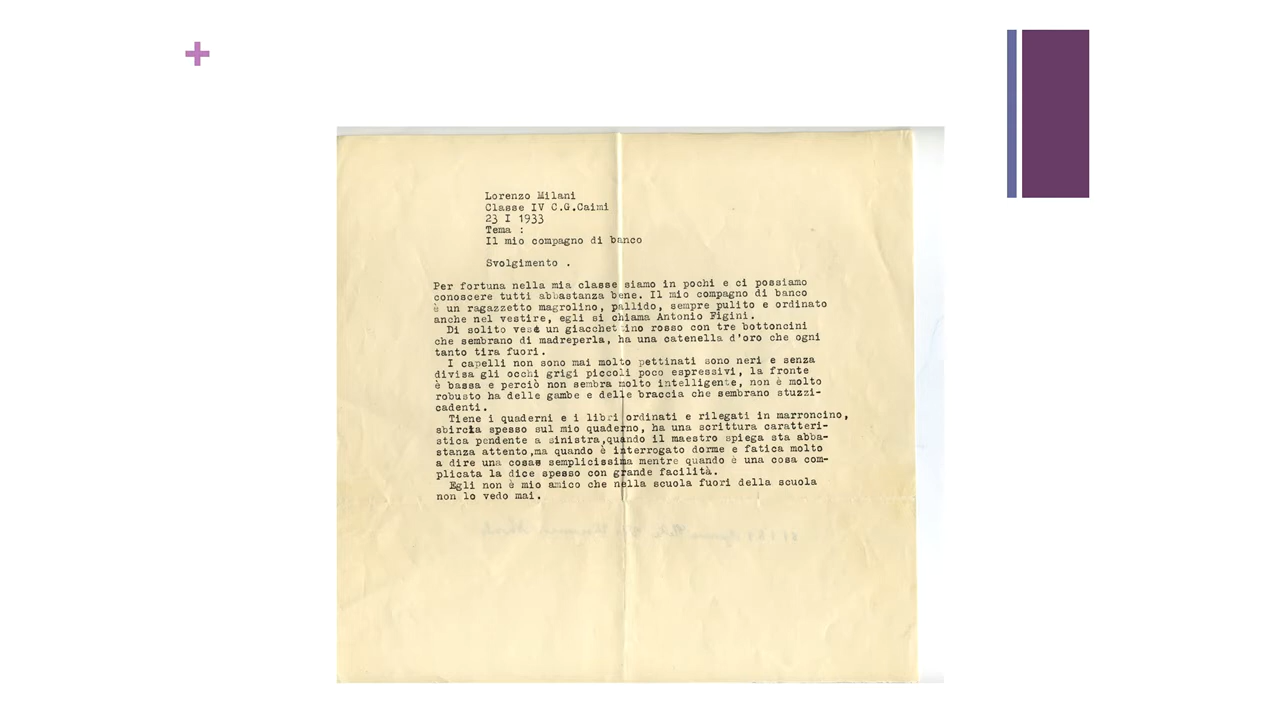 Lorenzo Milani
Classe IV C.G.Caimi
23 I 1933
Tema :
Il mio compagno di banco
Svolgimento .
Per fortuna nella mia classe siamo in pochi e ci possiamo
conoscere tutti abbastanza bene. Il mio compagno di banco
è un ragazzetto magrolino, pallido, sempre pulito e ordinato
anche nel vestire, egli si chiama Antonio Figini.
Di solito veste un giacchettino rosso con tre bottoncini
che sembrano di madreperla, ha una catenella d'oro che ogni
tanto tira fuori.
I capelli non sono mai molto pettinati sono neri e senza
divisa gli occhi grigi piccoli poco espressivi, la fronte
è bassa e perciò non sembra molto intelligente, non è molto
robusto ha delle gambe e delle braccia che sembrano stuzzi-
cadenti.
Tiene i quaderni e i libri ordinati e rilegati in marroncino,
sbircia spesso sul mio quaderno, ha una scrittura caratteri-
stica pendente a sinistra,quando il maestro spiega sta abba-
stanza attento,ma quando è interrogato dorme e fatica molto
a dire una cosa semplicissima mentre quando è una cosa com-
plicata la dice spesso con grande facilità.
Egli non è mio amico che nella scuola fuori della scuola
non lo vedo mai.